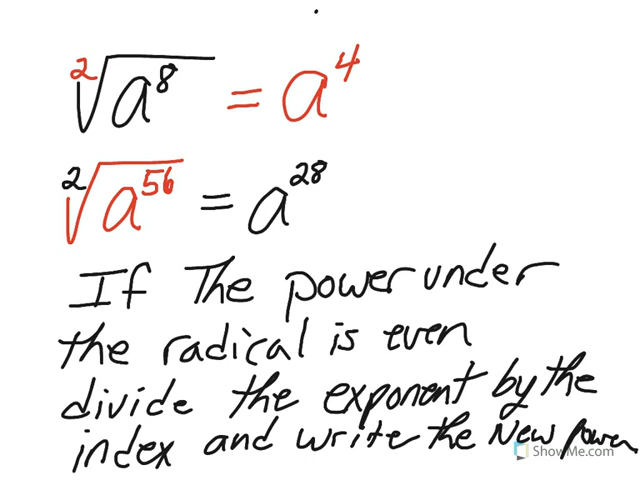 ²√a⁸ = a⁴
²√a⁵⁶ = a²⁸
If The power under
the radical is even
divide the exponent by the
index and write the New power
ShowMe.com